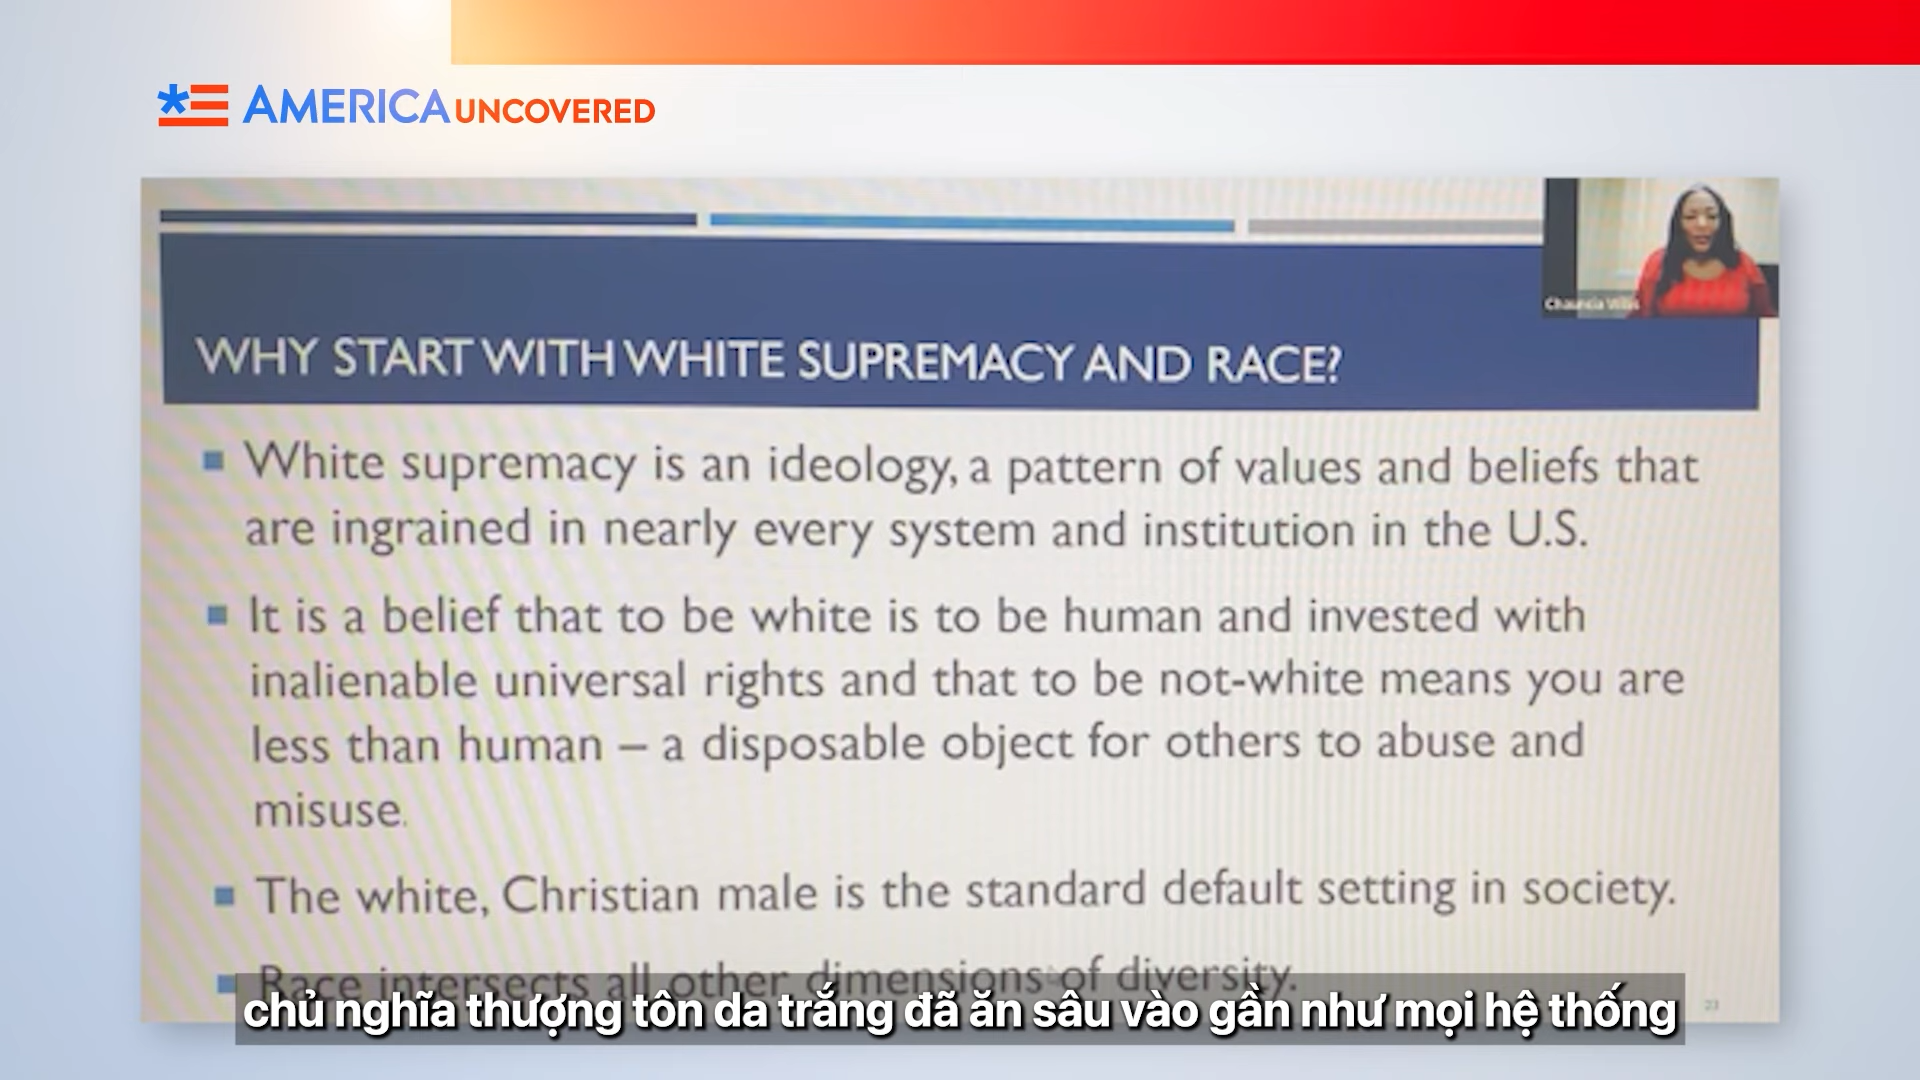 AMERICA UNCOVERED
Chauncia Willis
WHY START WITH WHITE SUPREMACY AND RACE?
White supremacy is an ideology, a pattern of values and beliefs that
are ingrained in nearly every system and institution in the U.S.
It is a belief that to be white is to be human and invested with
inalienable universal rights and that to be not-white means you are
less than human – a disposable object for others to abuse and
misuse.
The white, Christian male is the standard default setting in society.
Race intersects all other dimensions of diversity.
chủ nghĩa thượng tôn da trắng đã ăn sâu vào gần như mọi hệ thống
23